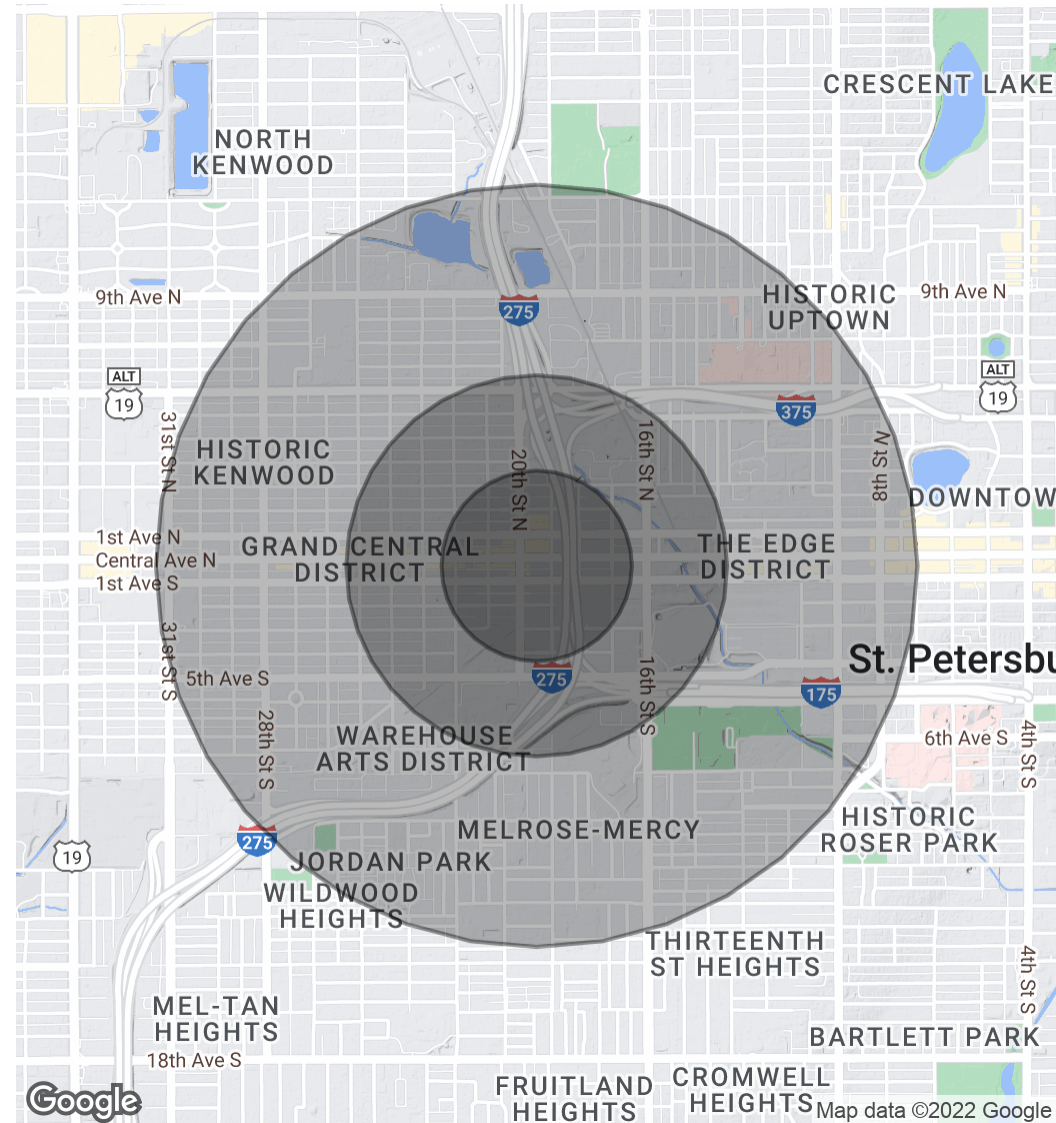 CRESCENT LAKE
NORTH
KENWOOD
9th Ave N
275
HISTORIC
UPTOWN
9th Ave N
ALT
19
ALT
19
375
31st St N
HISTORIC
KENWOOD
20th St N
16th St N
8th St N
DOWNTOW
1st Ave N
Central Ave N
1st Ave S
GRAND CENTRAL
DISTRICT
THE EDGE
DISTRICT
31st St S
5th Ave S
275
16th St S
St. Petersbu
175
28th St S
WAREHOUSE
ARTS DISTRICT
6th Ave S
4th St S
275
19
MELROSE-MERCY
HISTORIC
ROSER PARK
JORDAN PARK
WILDWOOD
HEIGHTS
THIRTEENTH
ST HEIGHTS
4th St S
MEL-TAN
HEIGHTS
BARTLETT PARK
18th Ave S
FRUITLAND
HEIGHTS
CROMWELL
HEIGHTS
Google
Map data ©2022 Google